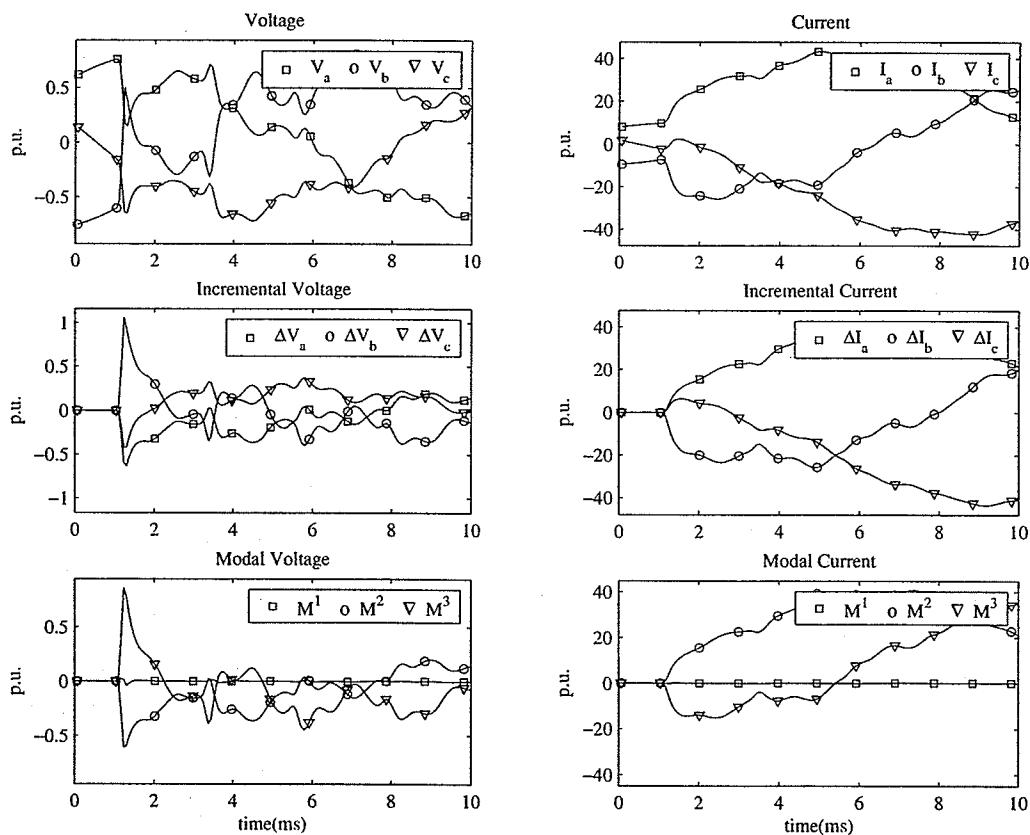 Voltage
V_a V_b V_c
p.u.
0.5
0
−0.5
0 2 4 6 8 10
Current
I_a I_b I_c
p.u.
40
20
0
−20
−40
0 2 4 6 8 10
Incremental Voltage
ΔV_a ΔV_b ΔV_c
p.u.
1
0.5
0
−0.5
−1
0 2 4 6 8 10
Incremental Current
ΔI_a ΔI_b ΔI_c
p.u.
40
20
0
−20
−40
0 2 4 6 8 10
Modal Voltage
M^1 M^2 M^3
p.u.
0.5
0
−0.5
0 2 4 6 8 10
time(ms)
Modal Current
M^1 M^2 M^3
p.u.
40
20
0
−20
−40
0 2 4 6 8 10
time(ms)